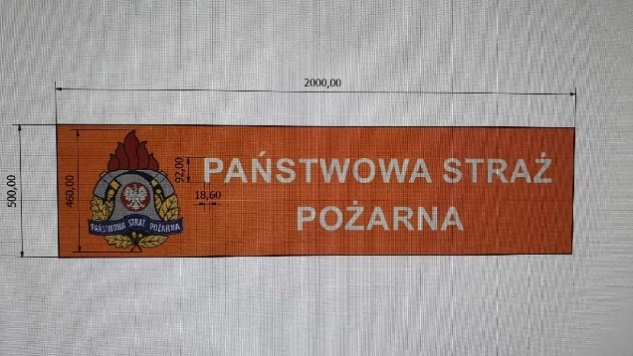 2000,00
500,00
460,00
92,00
18,60
PAŃSTWOWA STRAŻ
POŻARNA
PAŃSTWOWA STRAŻ POŻARNA